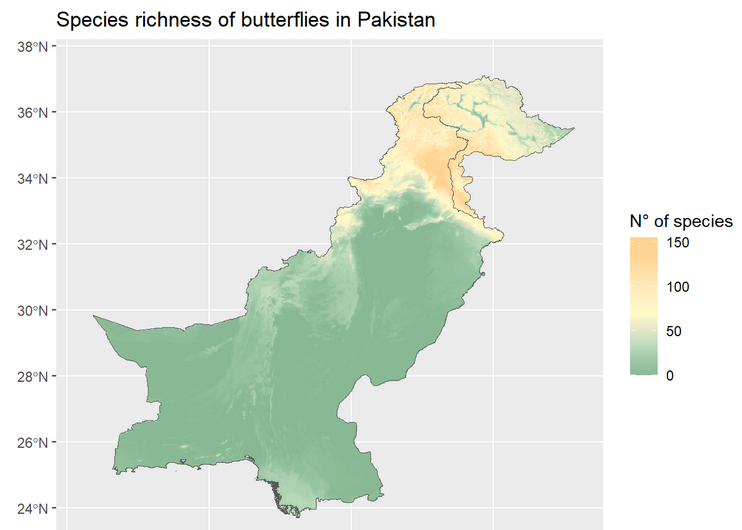 Species richness of butterflies in Pakistan
38°N
36°N
34°N
32°N
30°N
28°N
26°N
24°N
N° of species
150
100
50
0